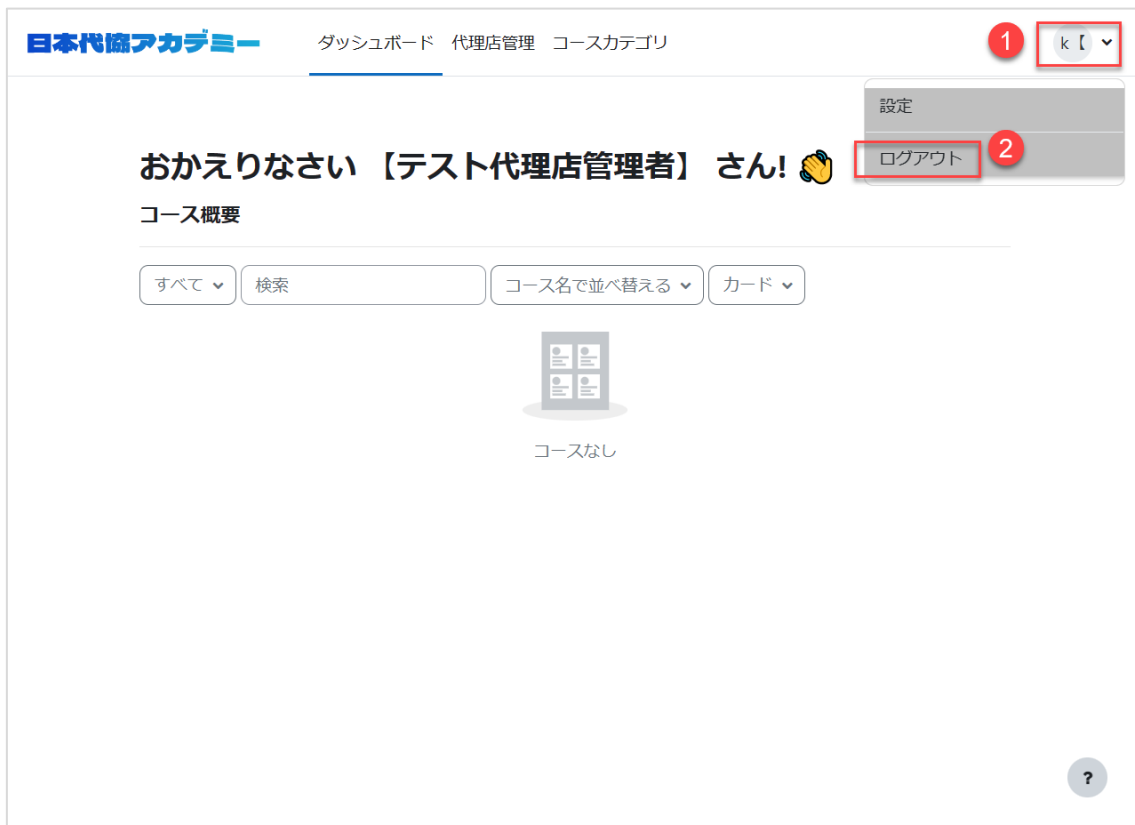 日本代協アカデミー ダッシュボード 代理店管理 コースカテゴリ 1 k【
設定
ログアウト 2
おかえりなさい 【テスト代理店管理者】 さん! 👋
コース概要
すべて 検索 コース名で並べ替える カード
コースなし
?